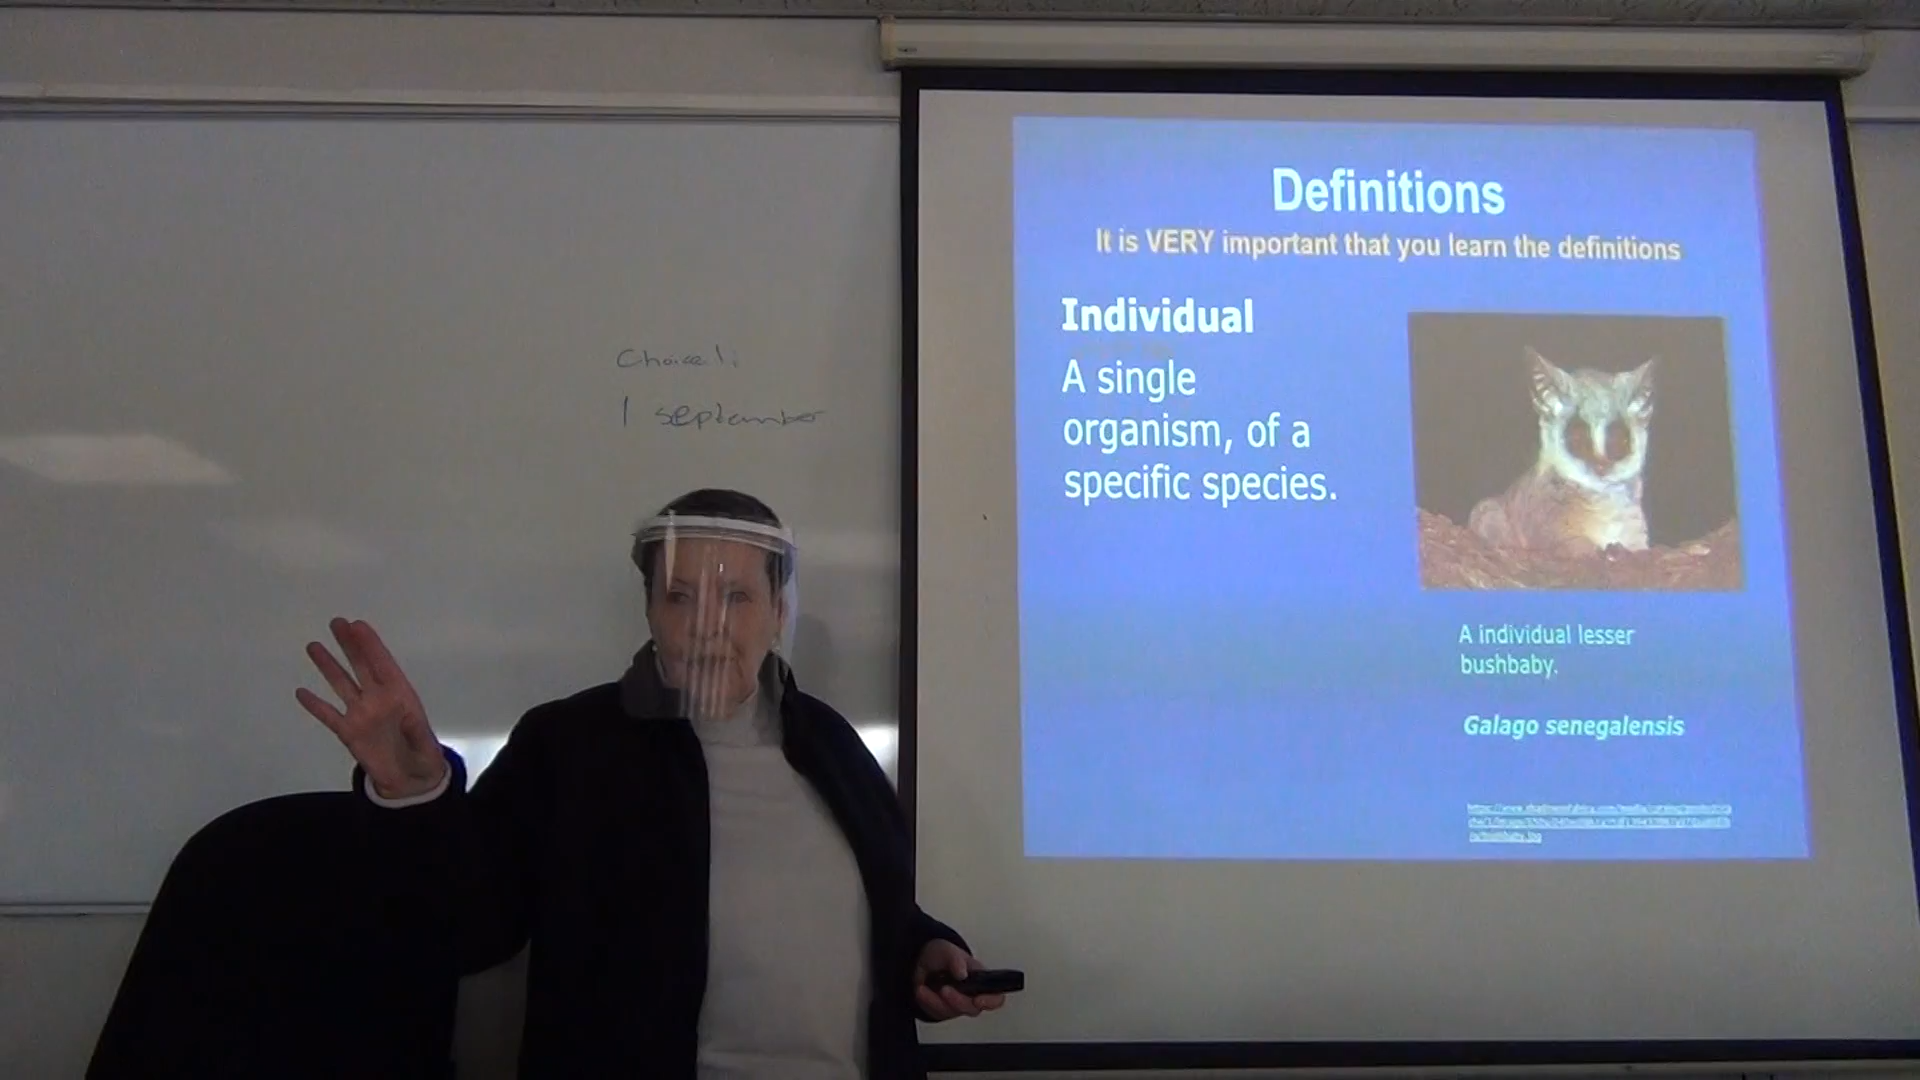 1 september
Definitions
It is VERY important that you learn the definitions
Individual
A single
organism, of a
specific species.
A individual lesser
bushbaby.
Galago senegalensis